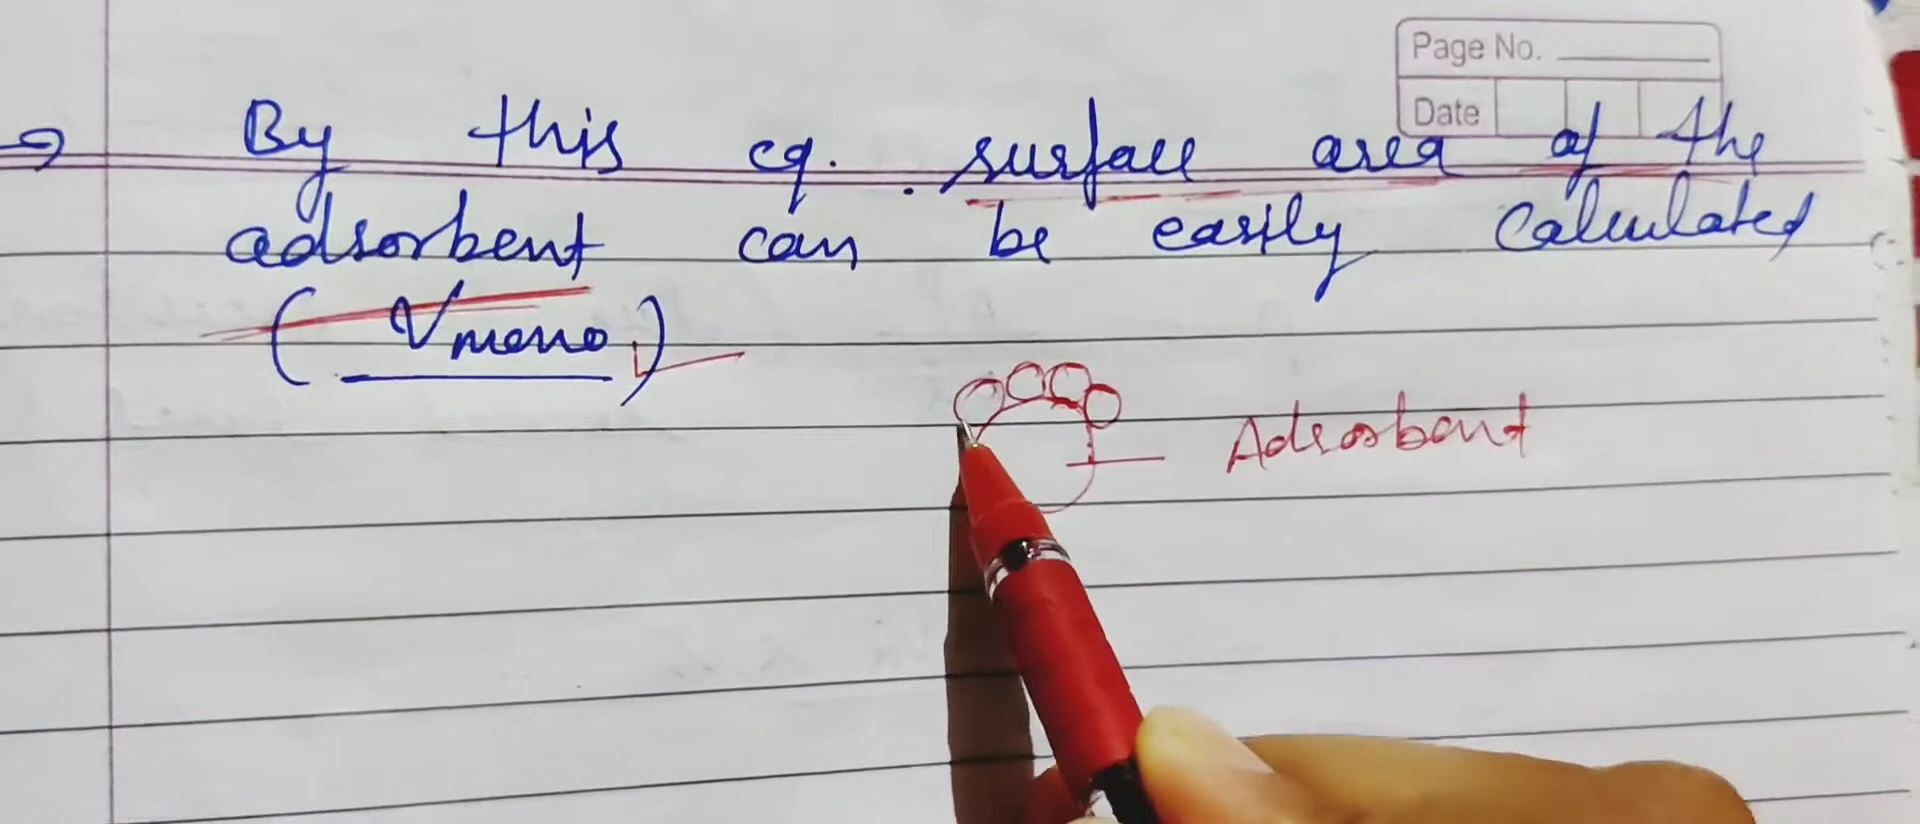 Page No.
Date
By this eq. surface area of the
adsorbent can be easily calculated
( Vmono )
Adsorbent